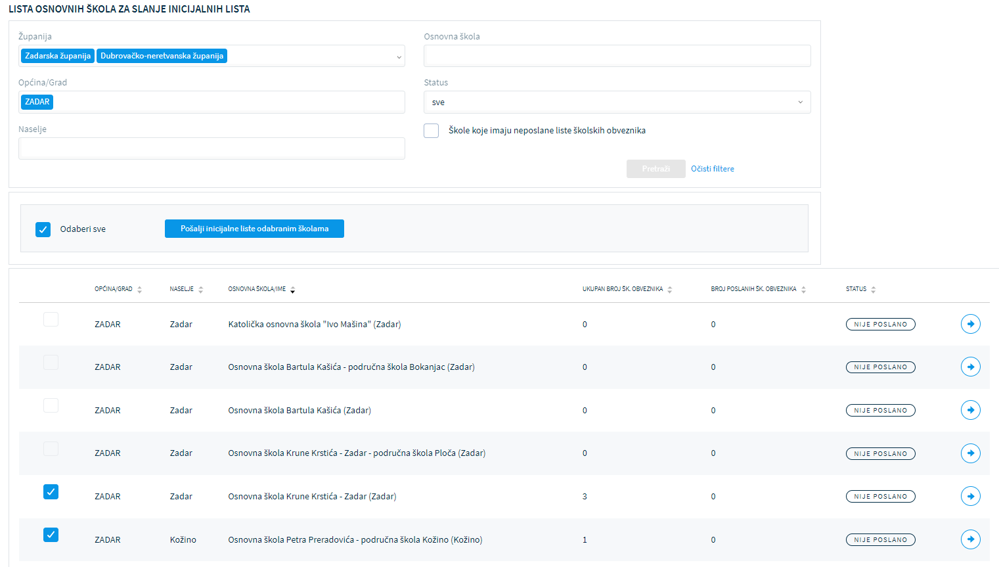 LISTA OSNOVNIH ŠKOLA ZA SLANJE INICIJALNIH LISTA
Županija
Zadarska županija Dubrovačko-neretvanska županija
Općina/Grad
ZADAR
Naselje
Osnovna škola
Status
sve
Škole koje imaju neposlane liste školskih obveznika
Pretraži Očisti filtere
Odaberi sve Pošalji inicijalne liste odabranim školama
OPĆINA/GRAD NASELJE OSNOVNA ŠKOLA/IME UKUPAN BROJ ŠK. OBVEZNIKA BROJ POSLANIH ŠK. OBVEZNIKA STATUS
ZADAR Zadar Katolička osnovna škola "Ivo Mašina" (Zadar) 0 0 NIJE POSLANO
ZADAR Zadar Osnovna škola Bartula Kašića - područna škola Bokanjac (Zadar) 0 0 NIJE POSLANO
ZADAR Zadar Osnovna škola Bartula Kašića (Zadar) 0 0 NIJE POSLANO
ZADAR Zadar Osnovna škola Krune Krstića - Zadar - područna škola Ploča (Zadar) 0 0 NIJE POSLANO
ZADAR Zadar Osnovna škola Krune Krstića - Zadar (Zadar) 3 0 NIJE POSLANO
ZADAR Kožino Osnovna škola Petra Preradovića - područna škola Kožino (Kožino) 1 0 NIJE POSLANO